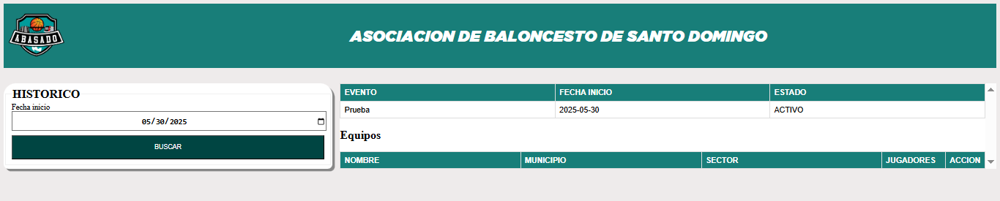 ABASADO
ASOCIACION DE BALONCESTO DE SANTO DOMINGO
HISTORICO
Fecha inicio
05/30/2025
BUSCAR
EVENTO FECHA INICIO ESTADO
Prueba 2025-05-30 ACTIVO
Equipos
NOMBRE MUNICIPIO SECTOR JUGADORES ACCION